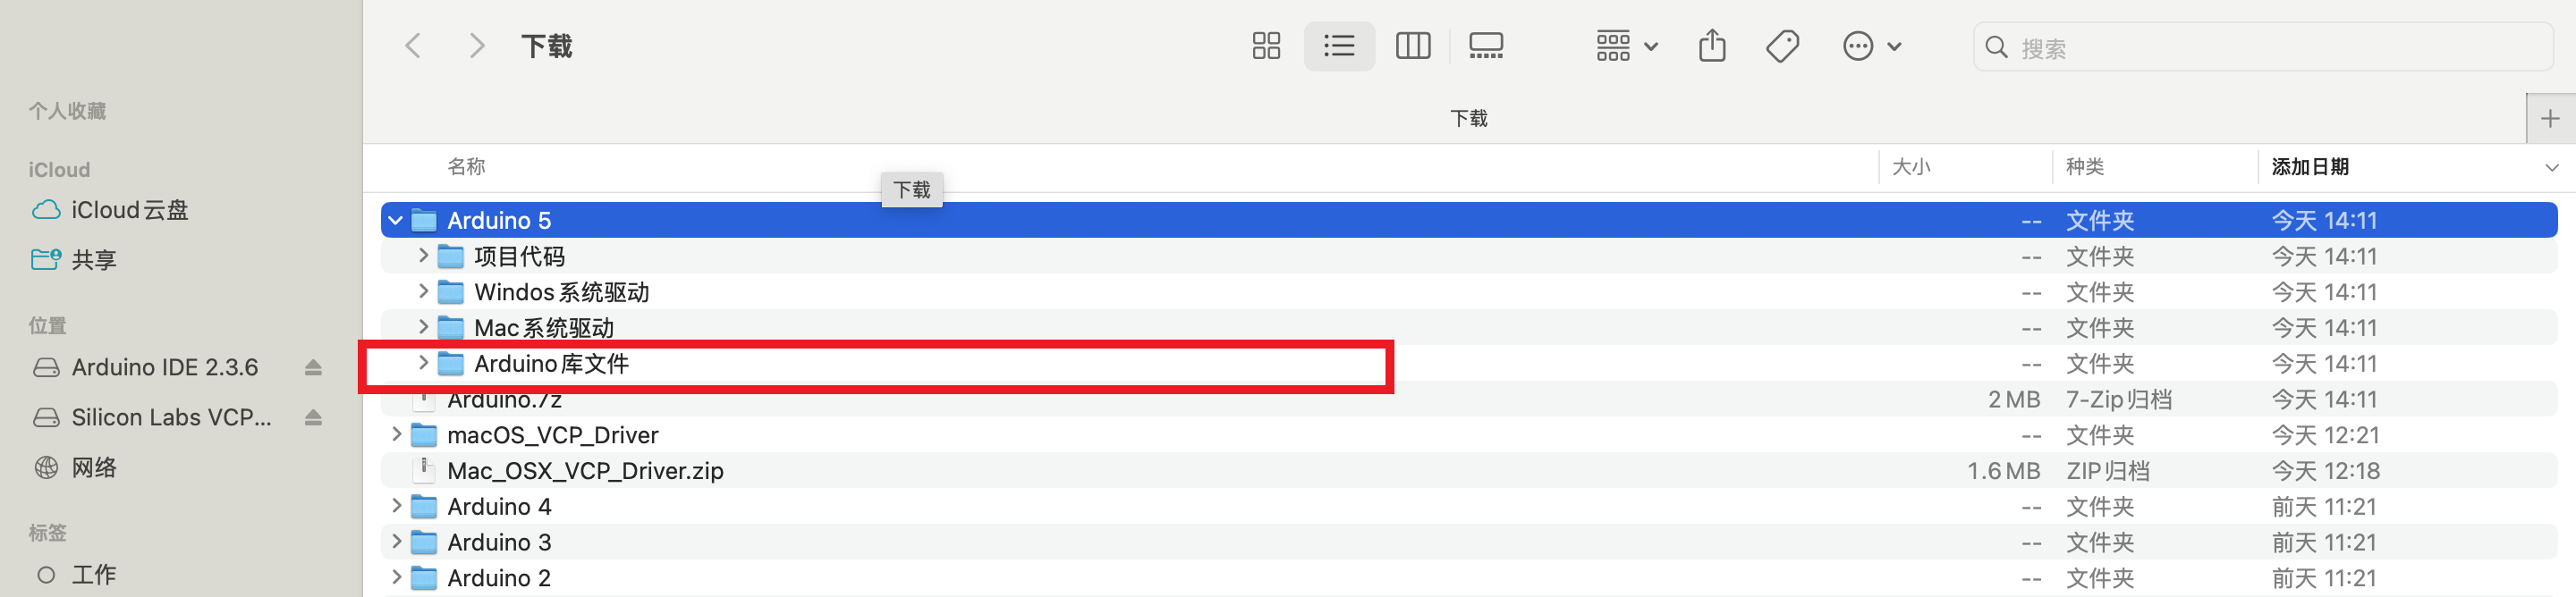 下载
搜索
个人收藏
iCloud
iCloud云盘
共享
位置
Arduino IDE 2.3.6
Silicon Labs VCP...
网络
标签
工作
下载
名称 大小 种类 添加日期
下载
Arduino 5 -- 文件夹 今天 14:11
项目代码 -- 文件夹 今天 14:11
Windos系统驱动 -- 文件夹 今天 14:11
Mac系统驱动 -- 文件夹 今天 14:11
Arduino库文件 -- 文件夹 今天 14:11
Arduino.7z 2 MB 7-Zip归档 今天 14:11
macOS_VCP_Driver -- 文件夹 今天 12:21
Mac_OSX_VCP_Driver.zip 1.6 MB ZIP归档 今天 12:18
Arduino 4 -- 文件夹 前天 11:21
Arduino 3 -- 文件夹 前天 11:21
Arduino 2 -- 文件夹 前天 11:21